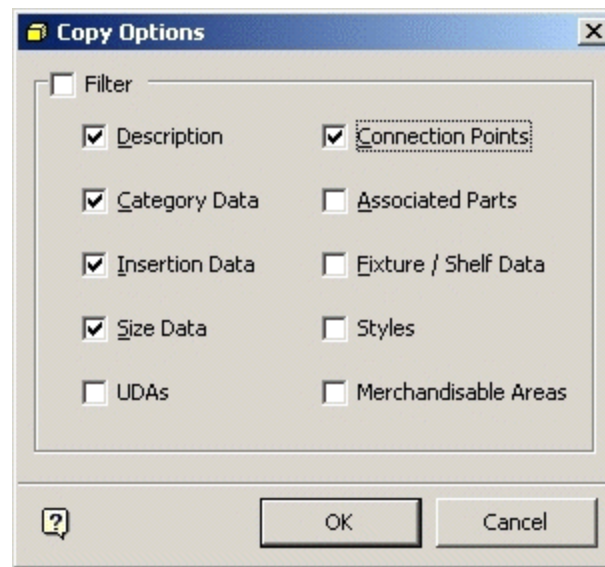 Copy Options
Filter
Description
Connection Points
Category Data
Associated Parts
Insertion Data
Fixture / Shelf Data
Size Data
Styles
UDAs
Merchandisable Areas
?
OK
Cancel